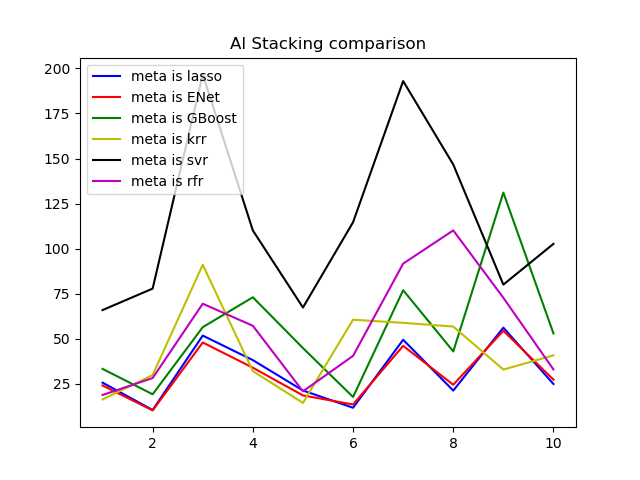 Al Stacking comparison
200
175
150
125
100
75
50
25
meta is lasso
meta is ENet
meta is GBoost
meta is krr
meta is svr
meta is rfr
2
4
6
8
10